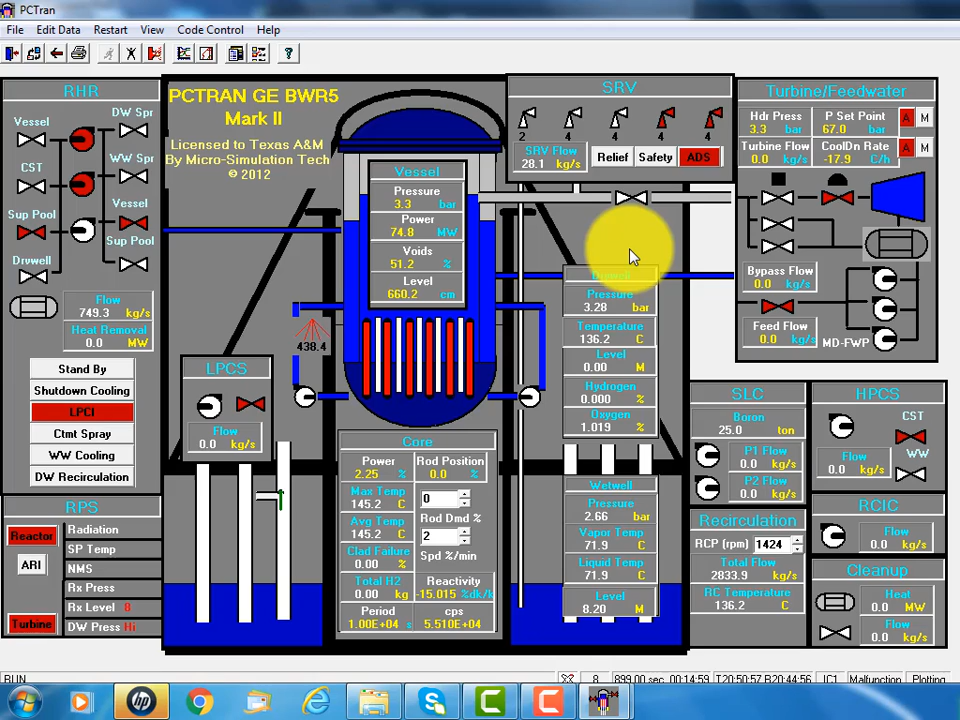 PCTran
File Edit Data Restart View Code Control Help
RHR
Vessel
DW Spr
CST
WW Spr
Sup Pool
Vessel
Drywell
Sup Pool
Flow
749.3 kg/s
Heat Removal
0.0 MW
Stand By
Shutdown Cooling
LPCI
Ctmt Spray
WW Cooling
DW Recirculation
RPS
Reactor
ARI
Turbine
Radiation
SP Temp
NMS
Rx Press
Rx Level 8
DW Press Hi
PCTRAN GE BWR5
Mark II
Licensed to Texas A&M
By Micro-Simulation Tech
© 2012
438.4
LPCS
Flow
0.0 kg/s
Vessel
Pressure
3.3 bar
Power
74.8 MW
Voids
51.2 %
Level
660.2 cm
Core
Power
2.25 %
Rod Position
0.0 %
Max Temp
145.2 C
0
Rod Dmd %
Avg Temp
145.2 C
2
Spd %/min
Clad Failure
0.00 %
Total H2
0.00 kg
Reactivity
-15.015 %dk/k
Period
1.00E+04 s
cps
5.510E+04
SRV
2 4 4 4 4
SRV Flow
28.1 kg/s
Relief Safety ADS
Drywell
Pressure
3.28 bar
Temperature
136.2 C
Level
0.00 M
Hydrogen
0.000 %
Oxygen
1.019 %
Wetwell
Pressure
2.66 bar
Vapor Temp
71.9 C
Liquid Temp
71.9 C
Level
8.20 M
Turbine/Feedwater
Hdr Press
3.3 bar
P Set Point
67.0 bar
A M
Turbine Flow
0.0 kg/s
CoolDn Rate
-17.9 C/h
A M
Bypass Flow
0.0 kg/s
Feed Flow
0.0 kg/s
MD-FWP
SLC
Boron
25.0 ton
P1 Flow
0.0 kg/s
P2 Flow
0.0 kg/s
HPCS
CST
WW
Flow
0.0 kg/s
Recirculation
RCP (rpm) 1424
Total Flow
2833.9 kg/s
RC Temperature
136.2 C
RCIC
Flow
0.0 kg/s
Cleanup
Heat
0.0 MW
Flow
0.0 kg/s
RUN 8 899.00 sec, 00:14:59 T20:50:57 B20:44:56 IC1 Malfunction Plotting